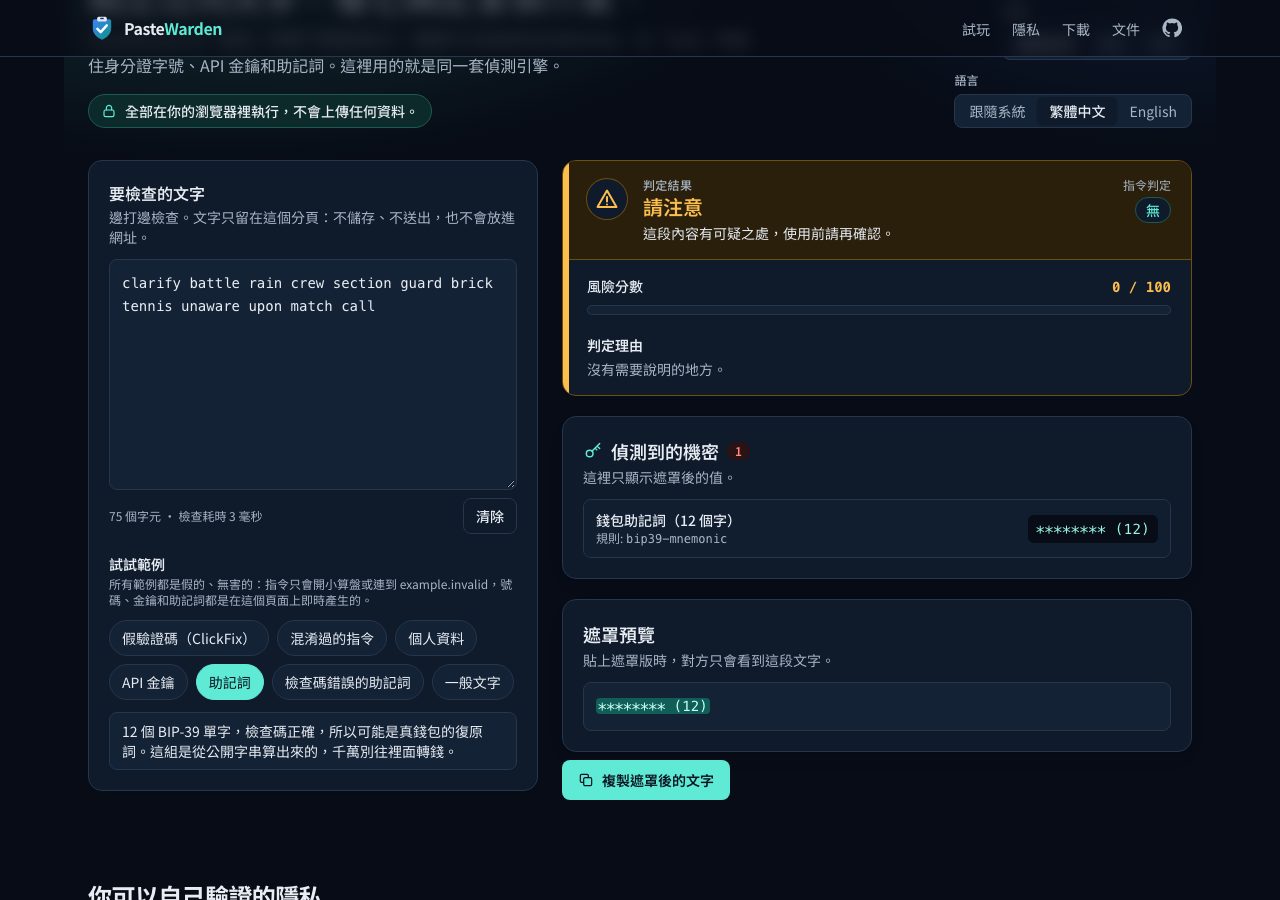 PasteWarden
試玩
隱私
下載
文件
住身分證字號、API 金鑰和助記詞。這裡用的就是同一套偵測引擎。
全部在你的瀏覽器裡執行，不會上傳任何資料。
語言
跟隨系統
繁體中文
English
要檢查的文字
邊打邊檢查。文字只留在這個分頁：不儲存、不送出，也不會放進
網址。
clarify battle rain crew section guard brick
tennis unaware upon match call
75 個字元 · 檢查耗時 3 毫秒
清除
試試範例
所有範例都是假的、無害的：指令只會開小算盤或連到 example.invalid，號
碼、金鑰和助記詞都是在這個頁面上即時產生的。
假驗證碼（ClickFix）
混淆過的指令
個人資料
API 金鑰
助記詞
檢查碼錯誤的助記詞
一般文字
12 個 BIP-39 單字，檢查碼正確，所以可能是真錢包的復原
詞。這組是從公開字串算出來的，千萬別往裡面轉錢。
判定結果
請注意
這段內容有可疑之處，使用前請再確認。
指令判定
無
風險分數
0 / 100
判定理由
沒有需要說明的地方。
偵測到的機密
1
這裡只顯示遮罩後的值。
錢包助記詞（12 個字）
規則: bip39-mnemonic
******** (12)
遮罩預覽
貼上遮罩版時，對方只會看到這段文字。
******** (12)
複製遮罩後的文字
你可以自己驗證的隱私